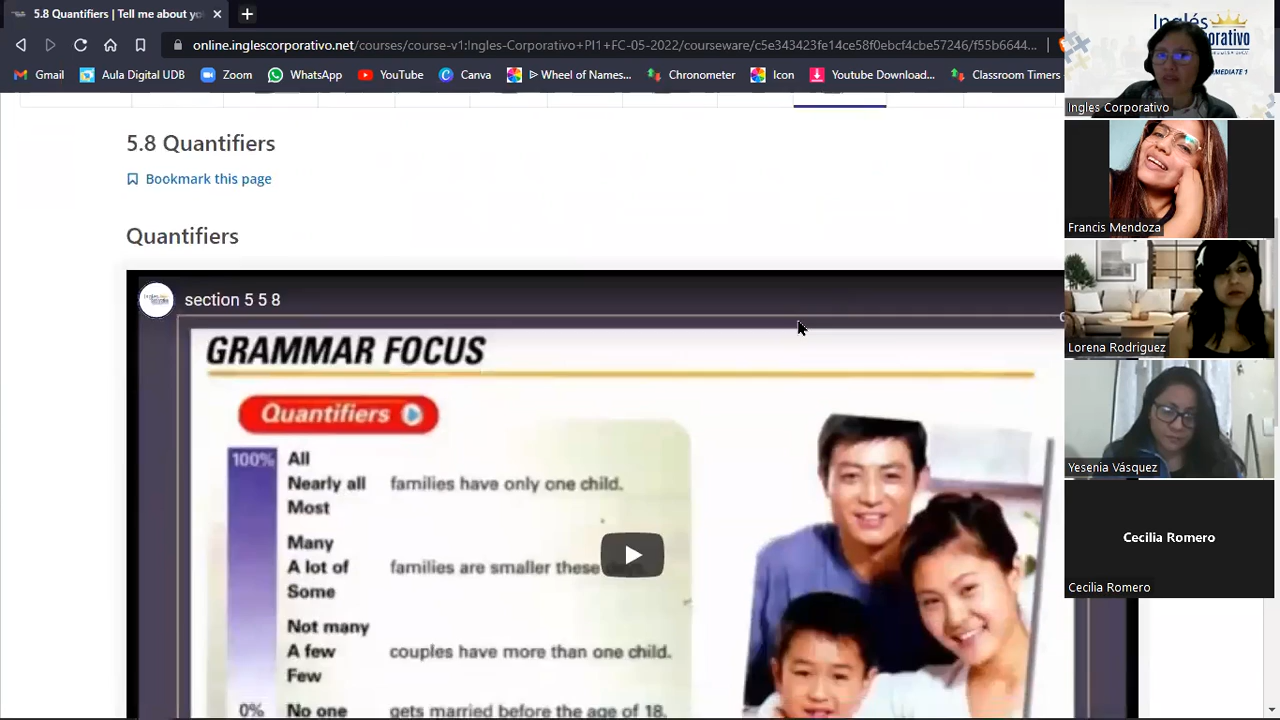 5.8 Quantifiers | Tell me about yo
online.inglescorporativo.net/courses/course-v1:Ingles-Corporativo+PI1+FC-05-2022/courseware/c5e343423fe14ce58f0ebcf4cbe57246/f55b6644...
Gmail
Aula Digital UDB
Zoom
WhatsApp
YouTube
Canva
Wheel of Names...
Chronometer
Icon
Youtube Download...
Classroom Timers
5.8 Quantifiers
Bookmark this page
Quantifiers
section 5 5 8
GRAMMAR FOCUS
Quantifiers
100% All
Nearly all families have only one child.
Most
Many
A lot of families are smaller these
Some
Not many
A few couples have more than one child.
Few
0% No one gets married before the age of 18.
Inglés
Ingles Corporativo
Francis Mendoza
Lorena Rodriguez
Yesenia Vásquez
Cecilia Romero
Cecilia Romero